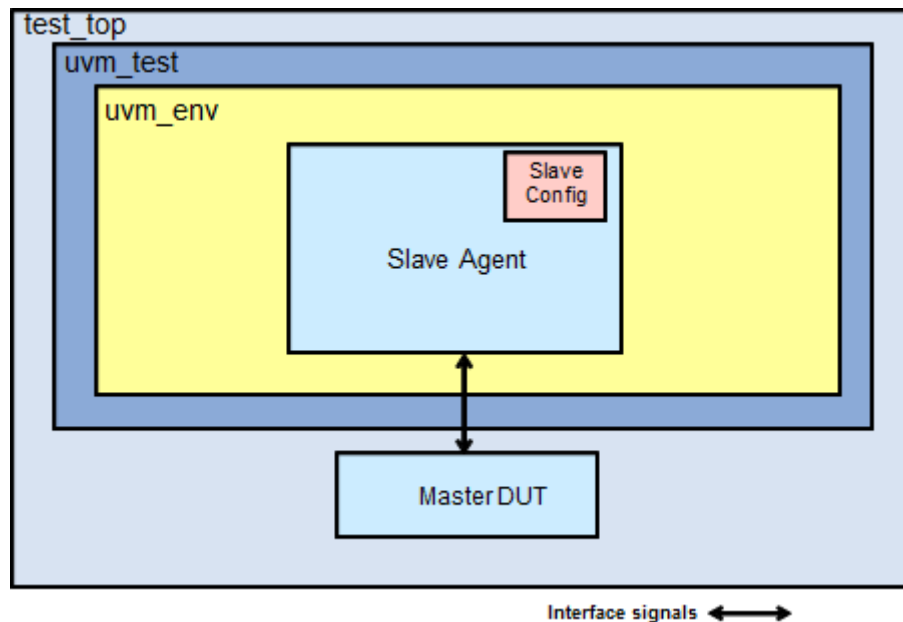 test_top
uvm_test
uvm_env
Slave
Config
Slave Agent
Master DUT
Interface signals